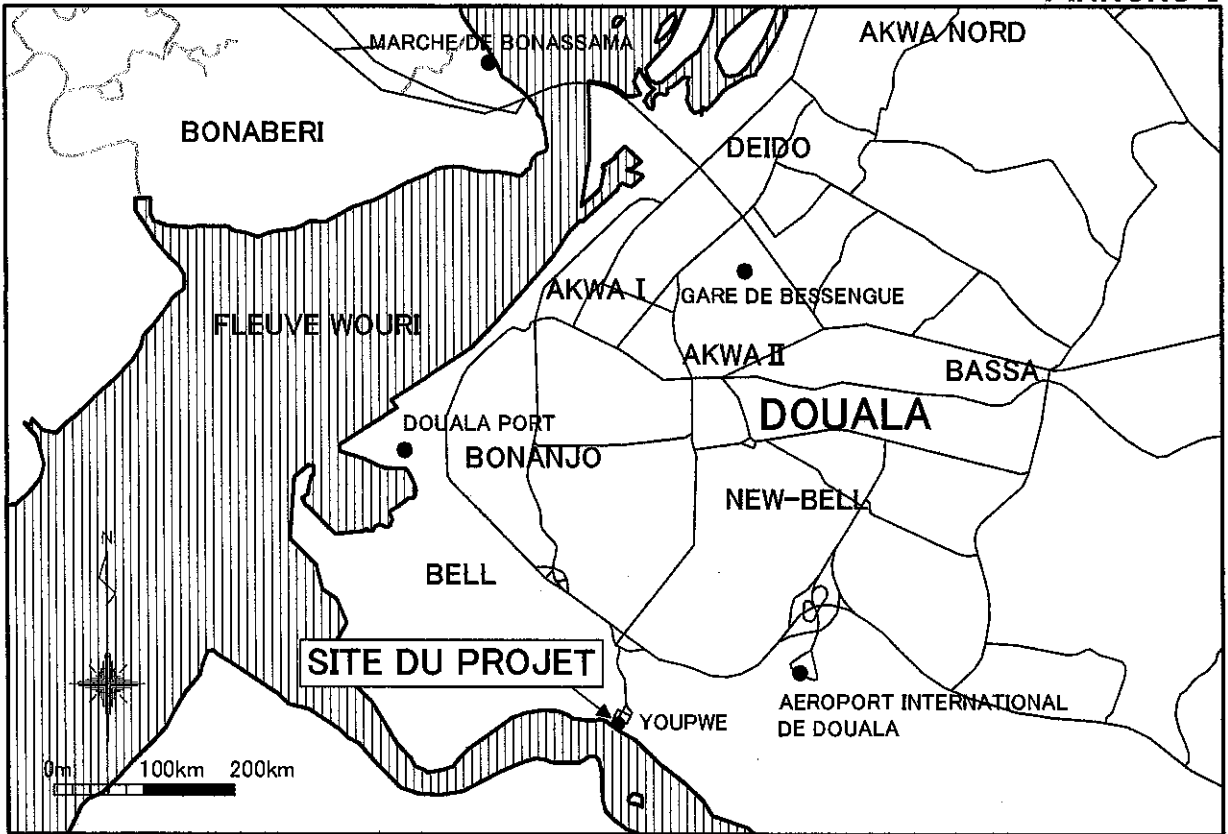 AKWA NORD
MARCHE DE BONASSAMA
BONABERI
DEIDO
AKWA I
GARE DE BESSENGUE
FLEUVE WOURI
AKWA II
BASSA
DOUALA
DOUALA PORT
BONANJO
NEW-BELL
N
BELL
SITE DU PROJET
AEROPORT INTERNATIONAL
DE DOUALA
YOUPWE
0m 100km 200km